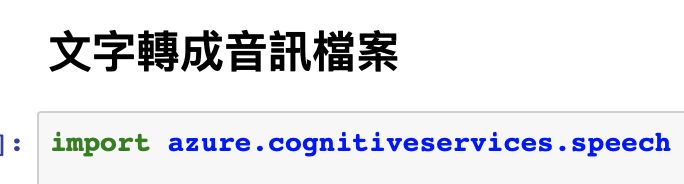 文字轉成音訊檔案
]: import azure.cognitiveservices.speech